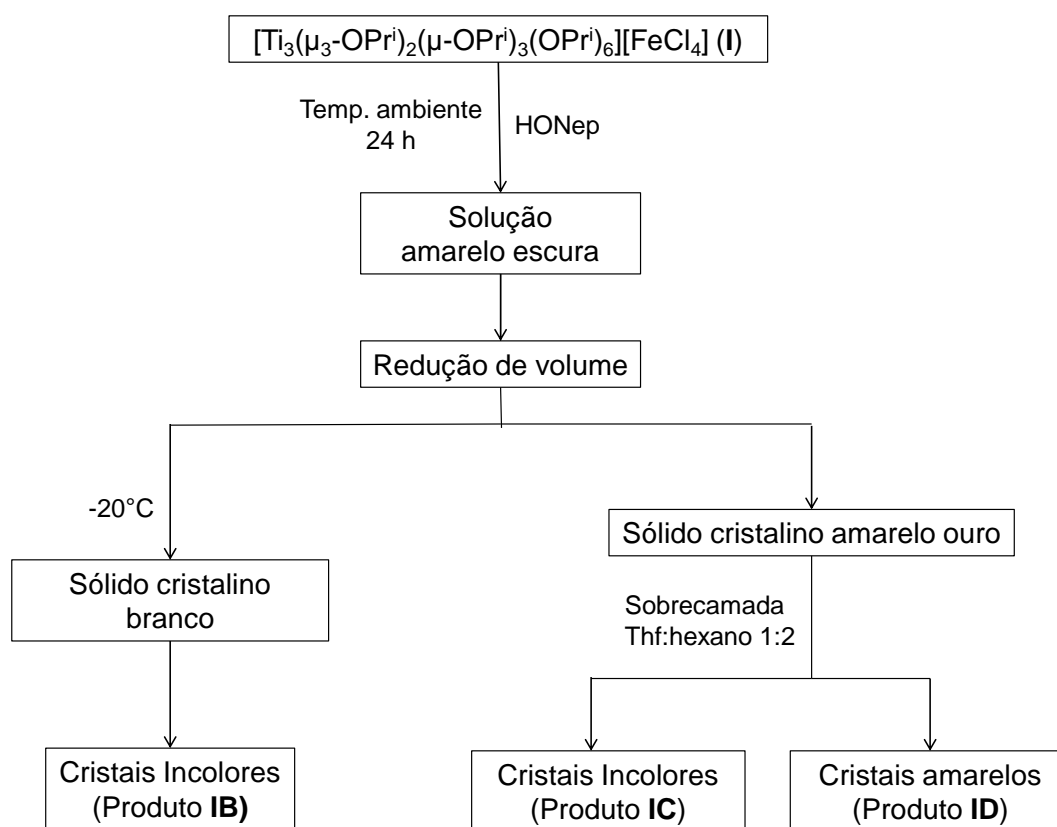 [Ti₃(μ₃-OPrⁱ)₂(μ-OPrⁱ)₃(OPrⁱ)₆][FeCl₄] (I)
Temp. ambiente
24 h
HONep
Solução
amarelo escura
Redução de volume
-20°C
Sólido cristalino amarelo ouro
Sólido cristalino
branco
Sobrecamada
Thf:hexano 1:2
Cristais Incolores
(Produto IB)
Cristais Incolores
(Produto IC)
Cristais amarelos
(Produto ID)